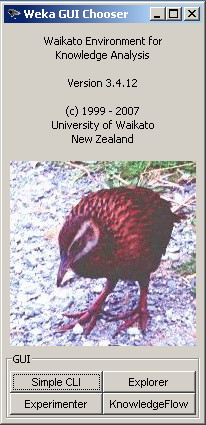 Weka GUI Chooser
Waikato Environment for
Knowledge Analysis
Version 3.4.12
(c) 1999 - 2007
University of Waikato
New Zealand
GUI
Simple CLI
Explorer
Experimenter
KnowledgeFlow